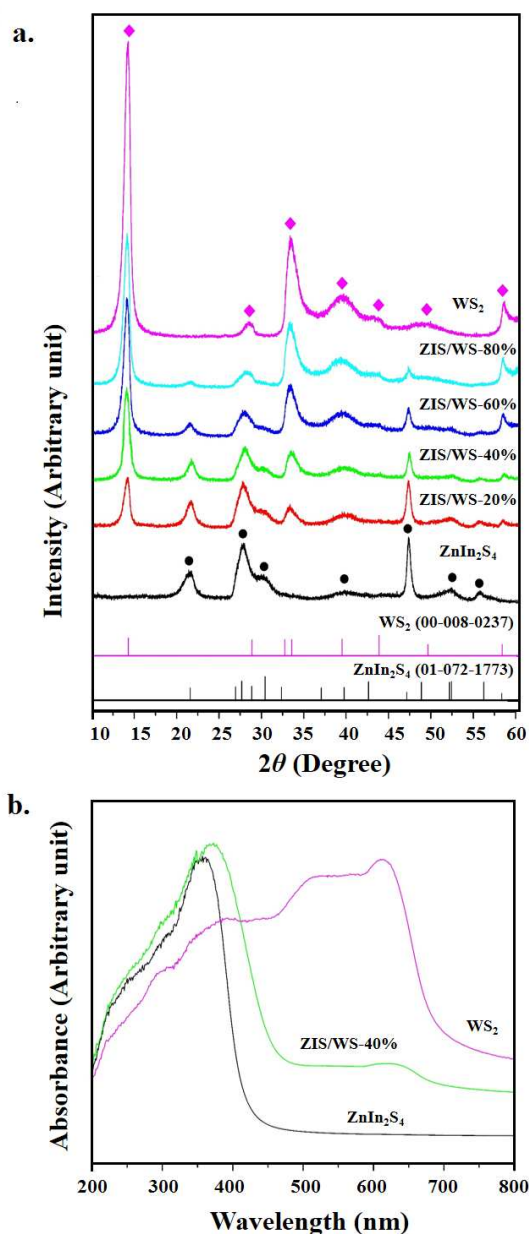 a.
WS₂
ZIS/WS-80%
ZIS/WS-60%
ZIS/WS-40%
ZIS/WS-20%
ZnIn₂S₄
WS₂ (00-008-0237)
ZnIn₂S₄ (01-072-1773)
Intensity (Arbitrary unit)
10 15 20 25 30 35 40 45 50 55 60
2θ (Degree)
b.
WS₂
ZIS/WS-40%
ZnIn₂S₄
Absorbance (Arbitrary unit)
200 300 400 500 600 700 800
Wavelength (nm)